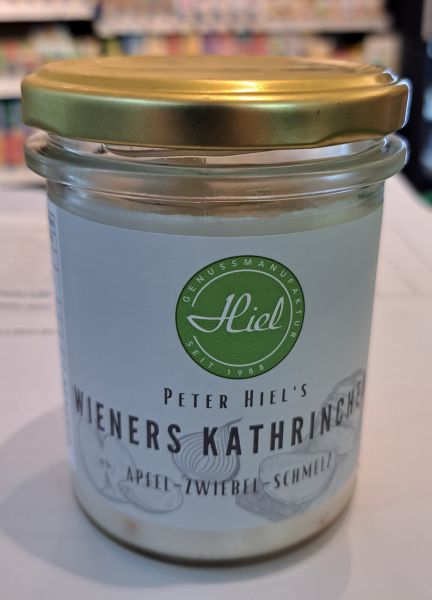 GENUSSMANUFAKTUR
Hiel
SEIT 1988
PETER HIEL'S
WIENERS KATHRINCHE
APFEL-ZWIEBEL-SCHMELZ